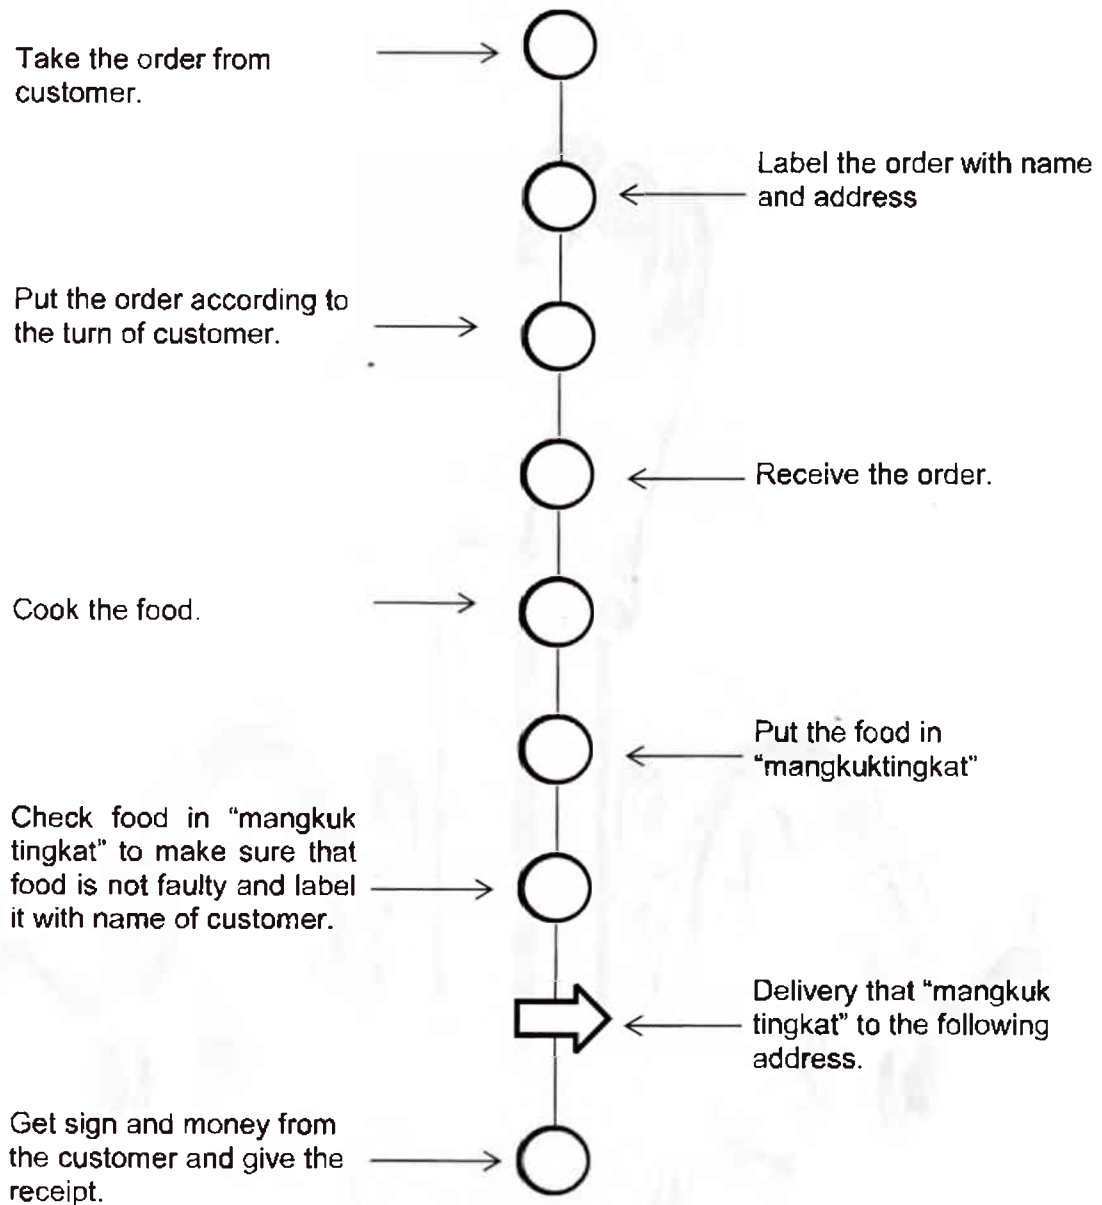 Take the order from
customer.
Label the order with name
and address
Put the order according to
the turn of customer.
Receive the order.
Cook the food.
Put the food in
“mangkuktingkat”
Check food in “mangkuk
tingkat” to make sure that
food is not faulty and label
it with name of customer.
Delivery that “mangkuk
tingkat” to the following
address.
Get sign and money from
the customer and give the
receipt.